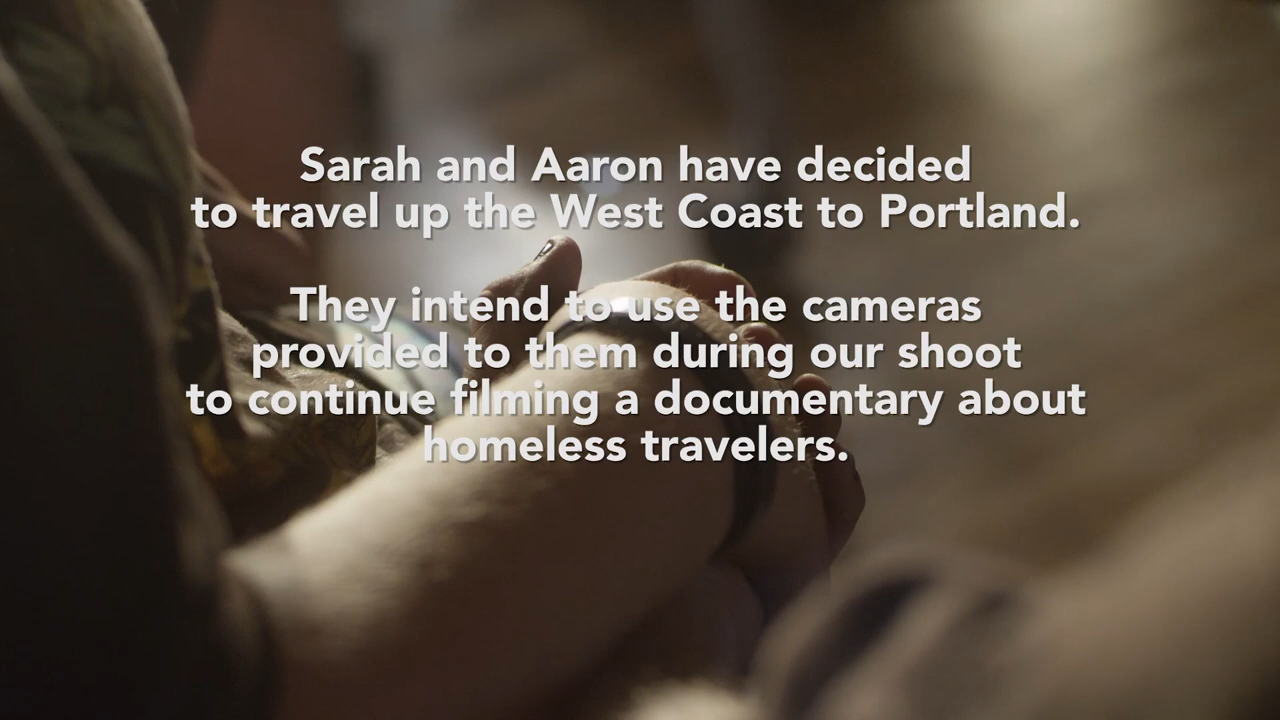 Sarah and Aaron have decided
to travel up the West Coast to Portland.
They intend to use the cameras
provided to them during our shoot
to continue filming a documentary about
homeless travelers.